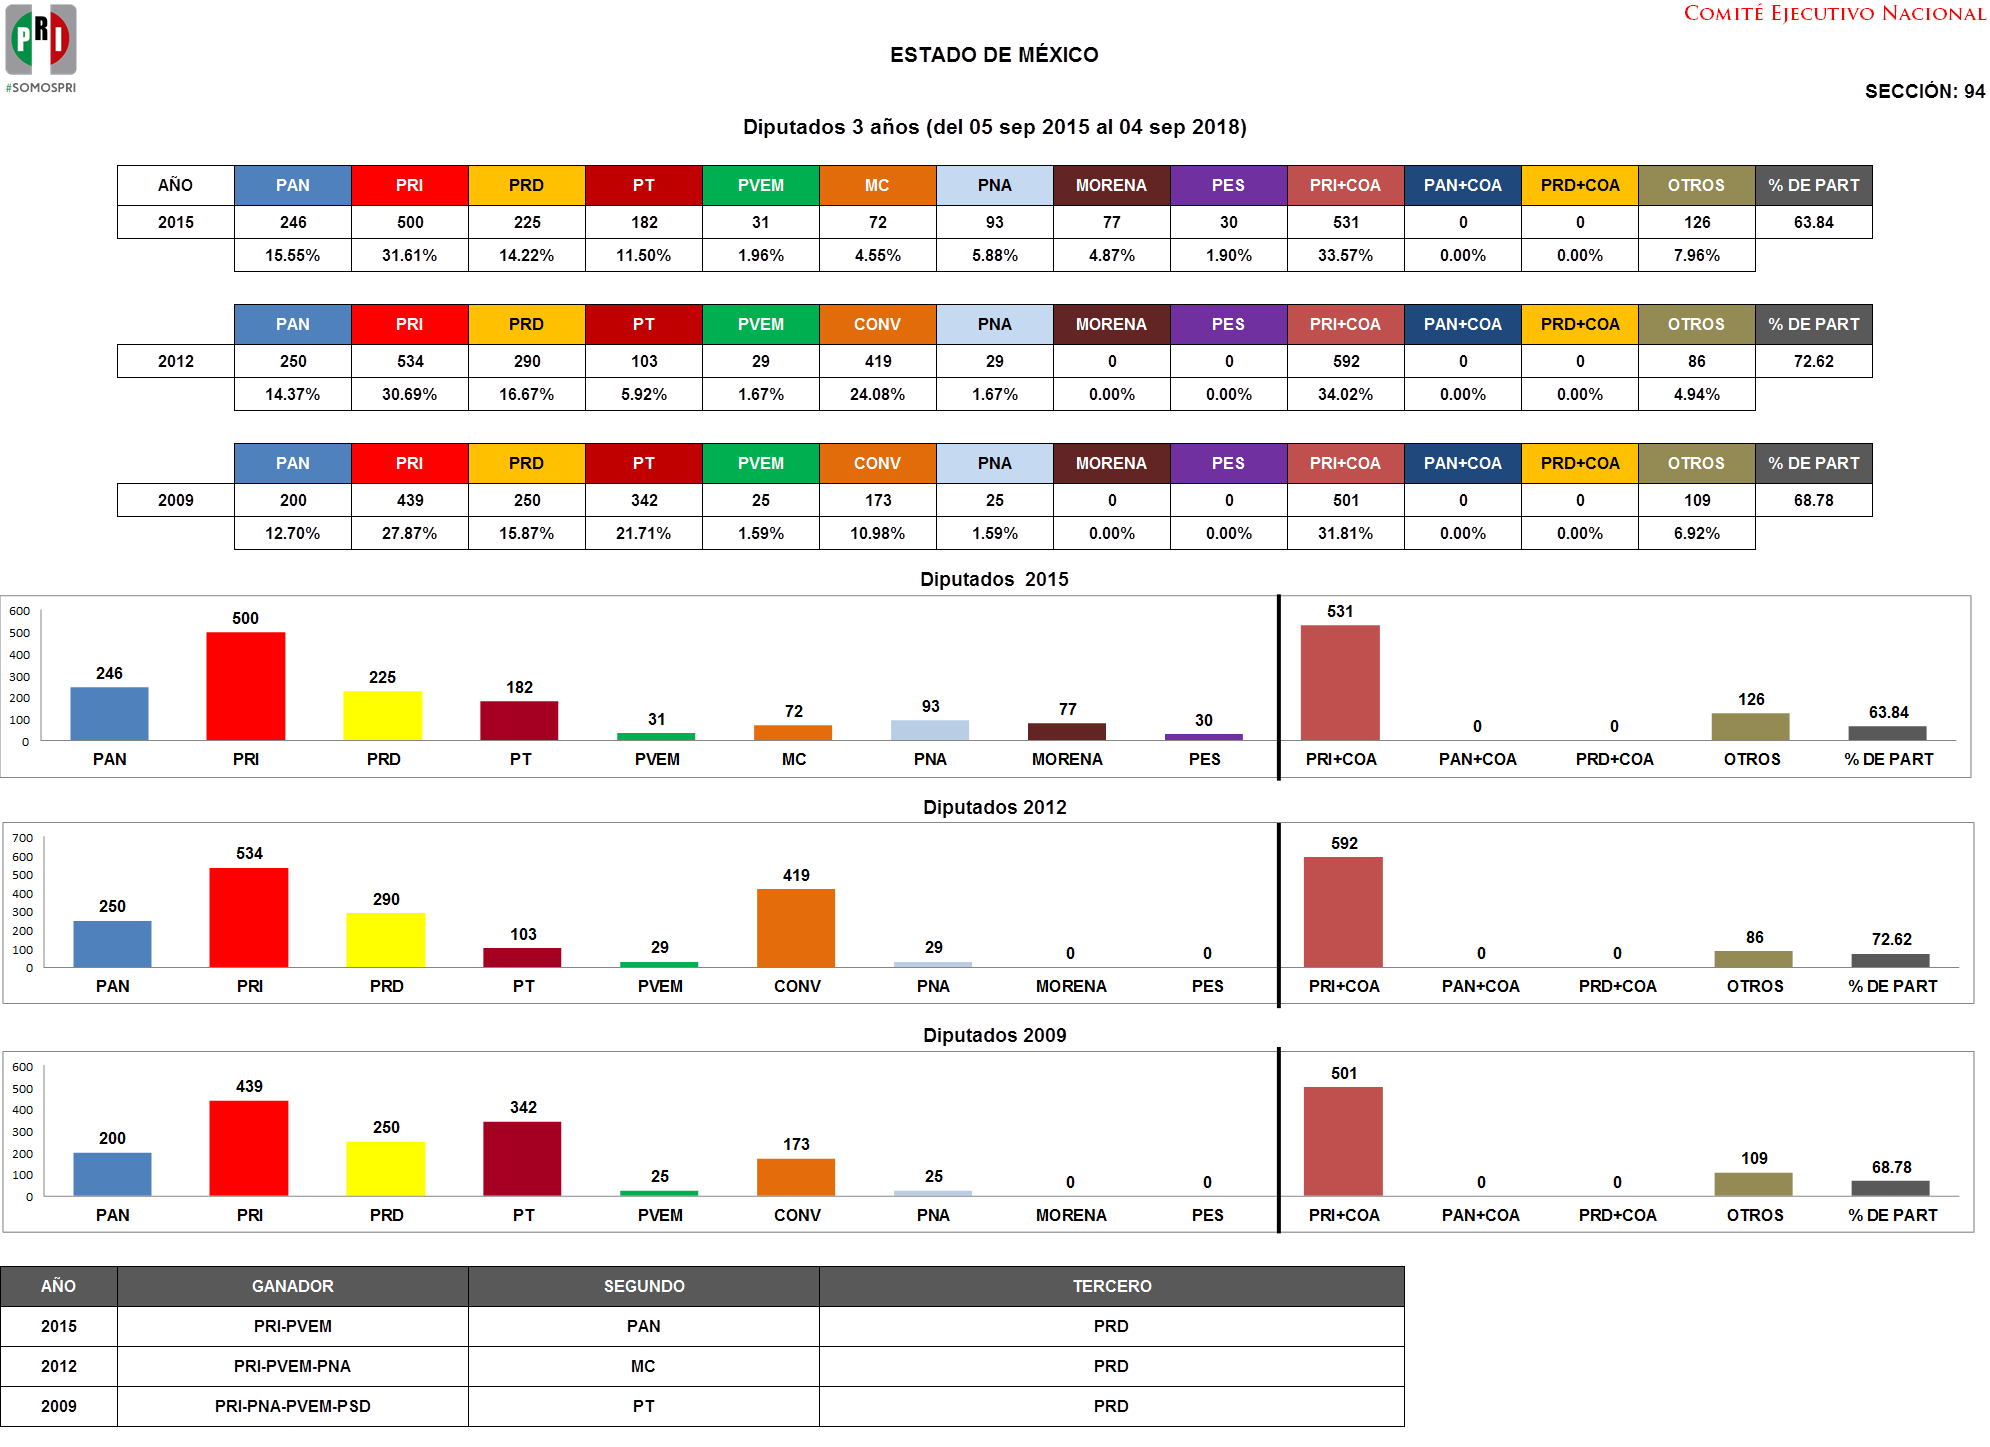 PRI
#SOMOSPRI
COMITÉ EJECUTIVO NACIONAL
ESTADO DE MÉXICO
SECCIÓN: 94
Diputados 3 años (del 05 sep 2015 al 04 sep 2018)
AÑO PAN PRI PRD PT PVEM MC PNA MORENA PES PRI+COA PAN+COA PRD+COA OTROS % DE PART
2015 246 500 225 182 31 72 93 77 30 531 0 0 126 63.84
15.55% 31.61% 14.22% 11.50% 1.96% 4.55% 5.88% 4.87% 1.90% 33.57% 0.00% 0.00% 7.96%
PAN PRI PRD PT PVEM CONV PNA MORENA PES PRI+COA PAN+COA PRD+COA OTROS % DE PART
2012 250 534 290 103 29 419 29 0 0 592 0 0 86 72.62
14.37% 30.69% 16.67% 5.92% 1.67% 24.08% 1.67% 0.00% 0.00% 34.02% 0.00% 0.00% 4.94%
PAN PRI PRD PT PVEM CONV PNA MORENA PES PRI+COA PAN+COA PRD+COA OTROS % DE PART
2009 200 439 250 342 25 173 25 0 0 501 0 0 109 68.78
12.70% 27.87% 15.87% 21.71% 1.59% 10.98% 1.59% 0.00% 0.00% 31.81% 0.00% 0.00% 6.92%
Diputados 2015
600
500
400
300
200
100
0
246 500 225 182 31 72 93 77 30 531 0 0 126 63.84
PAN PRI PRD PT PVEM MC PNA MORENA PES PRI+COA PAN+COA PRD+COA OTROS % DE PART
Diputados 2012
700
600
500
400
300
200
100
0
250 534 290 103 29 419 29 0 0 592 0 0 86 72.62
PAN PRI PRD PT PVEM CONV PNA MORENA PES PRI+COA PAN+COA PRD+COA OTROS % DE PART
Diputados 2009
600
500
400
300
200
100
0
200 439 250 342 25 173 25 0 0 501 0 0 109 68.78
PAN PRI PRD PT PVEM CONV PNA MORENA PES PRI+COA PAN+COA PRD+COA OTROS % DE PART
AÑO GANADOR SEGUNDO TERCERO
2015 PRI-PVEM PAN PRD
2012 PRI-PVEM-PNA MC PRD
2009 PRI-PNA-PVEM-PSD PT PRD